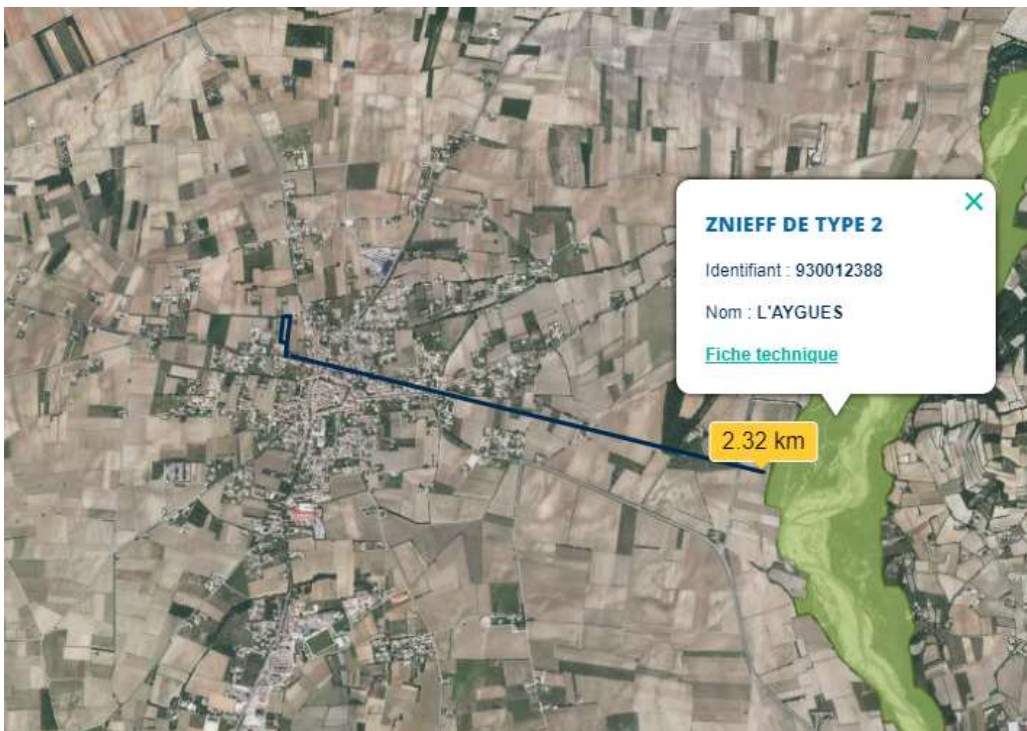 ZNIEFF DE TYPE 2
Identifiant : 930012388
Nom : L'AYGUES
Fiche technique
2.32 km